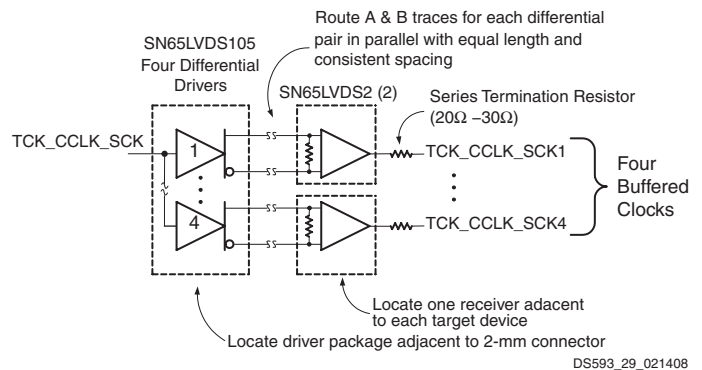 Route A & B traces for each differential
pair in parallel with equal length and
consistent spacing
SN65LVDS105
Four Differential
Drivers
SN65LVDS2 (2)
Series Termination Resistor
(20Ω –30Ω)
TCK_CCLK_SCK
1
TCK_CCLK_SCK1
4
TCK_CCLK_SCK4
Four
Buffered
Clocks
Locate one receiver adacent
to each target device
Locate driver package adjacent to 2-mm connector
DS593_29_021408